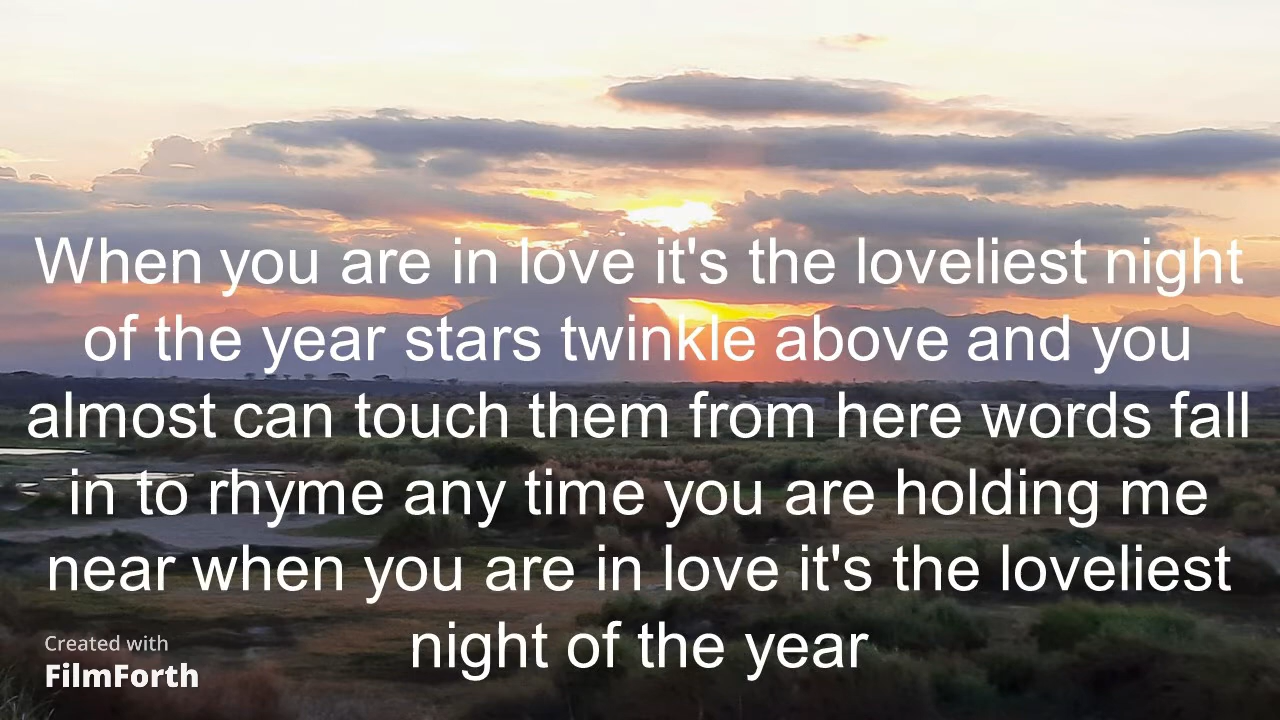 When you are in love it's the loveliest night
of the year stars twinkle above and you
almost can touch them from here words fall
in to rhyme any time you are holding me
near when you are in love it's the loveliest
night of the year
Created with
FilmForth